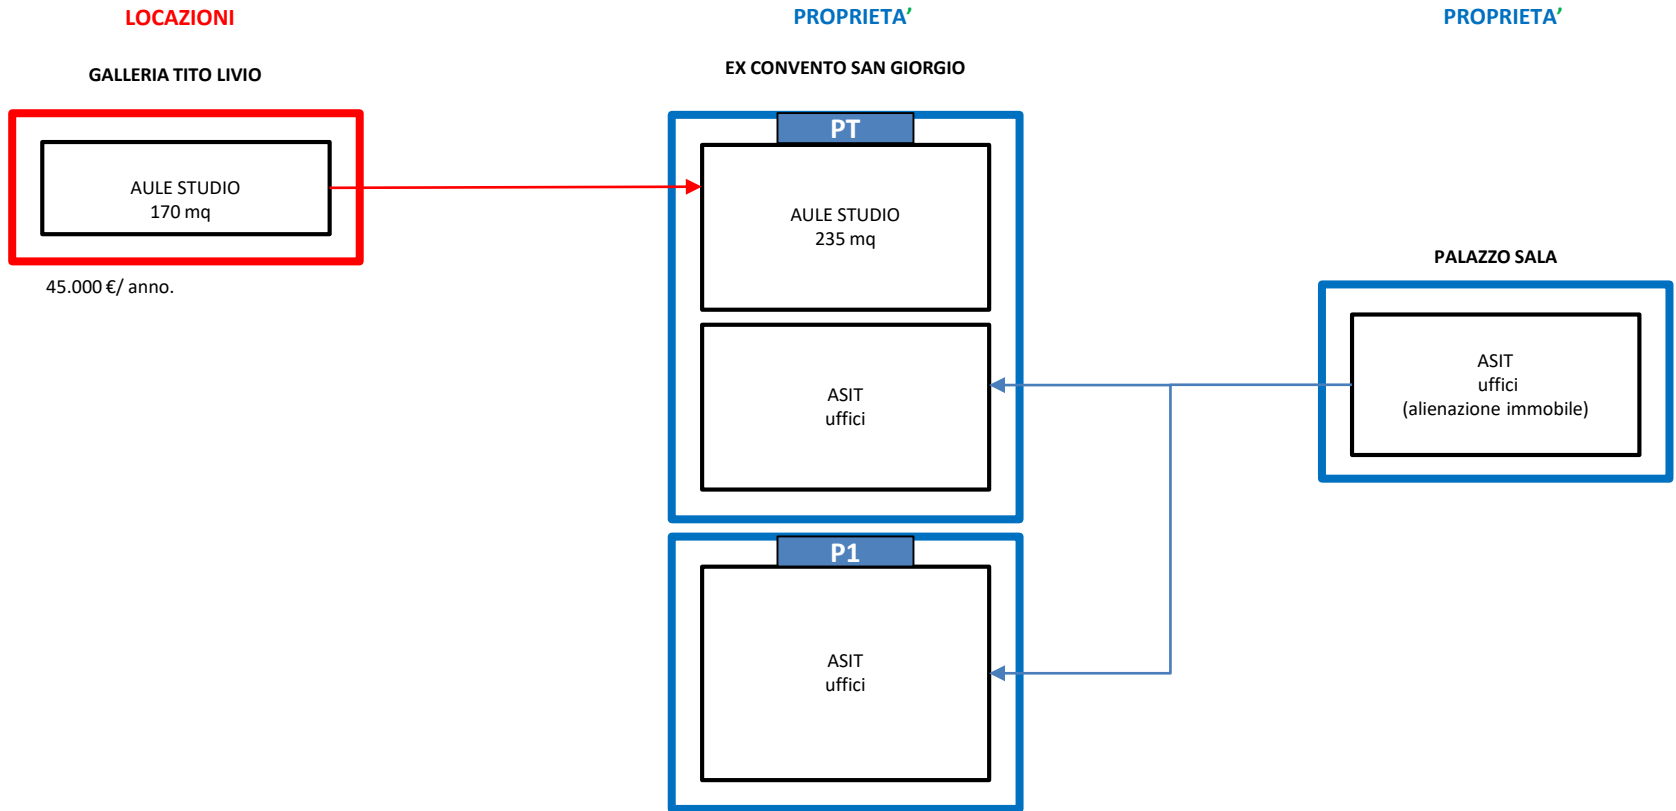 LOCAZIONI
PROPRIETA’
PROPRIETA’
GALLERIA TITO LIVIO
EX CONVENTO SAN GIORGIO
PT
AULE STUDIO
170 mq
AULE STUDIO
235 mq
45.000 €/ anno.
PALAZZO SALA
ASIT
uffici
ASIT
uffici
(alienazione immobile)
P1
ASIT
uffici